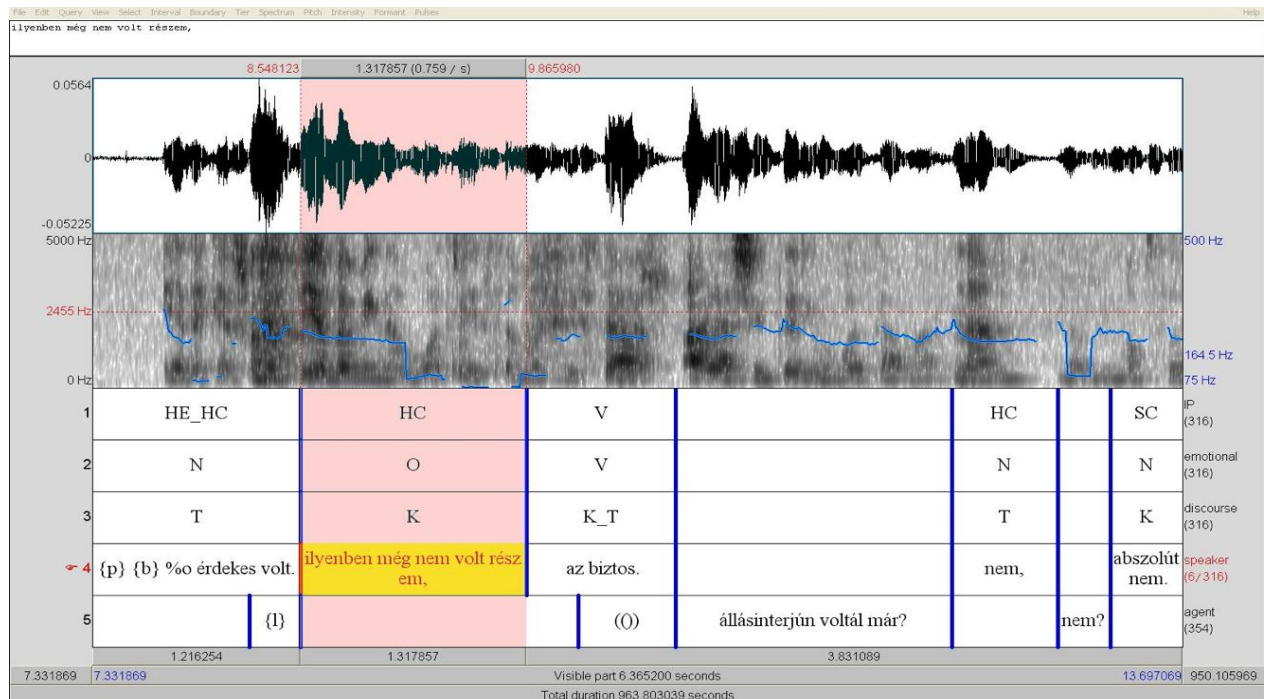 File Edit Query View Select Interval Boundary Tier Spectrum Pitch Intensity Formant Pulses Help
ilyenben még nem volt részem,
8.548123 1.317857 (0.759 / s) 9.865980
0.0564
0
-0.05225
5000 Hz 500 Hz
2455 Hz
164.5 Hz
0 Hz 75 Hz
1 HE_HC HC V HC SC IP (316)
2 N O V N N emotional (316)
3 T K K_T T K discourse (316)
4 {p} {b} %o érdekes volt. ilyenben még nem volt rész em, az biztos. nem, abszolút nem. speaker (6/316)
5 {l} (()) állásinterjún voltál már? nem? agent (354)
1.216254 1.317857 3.831089
7.331869 7.331869 Visible part 6.365200 seconds 13.697069 950.105969
Total duration 963.803039 seconds